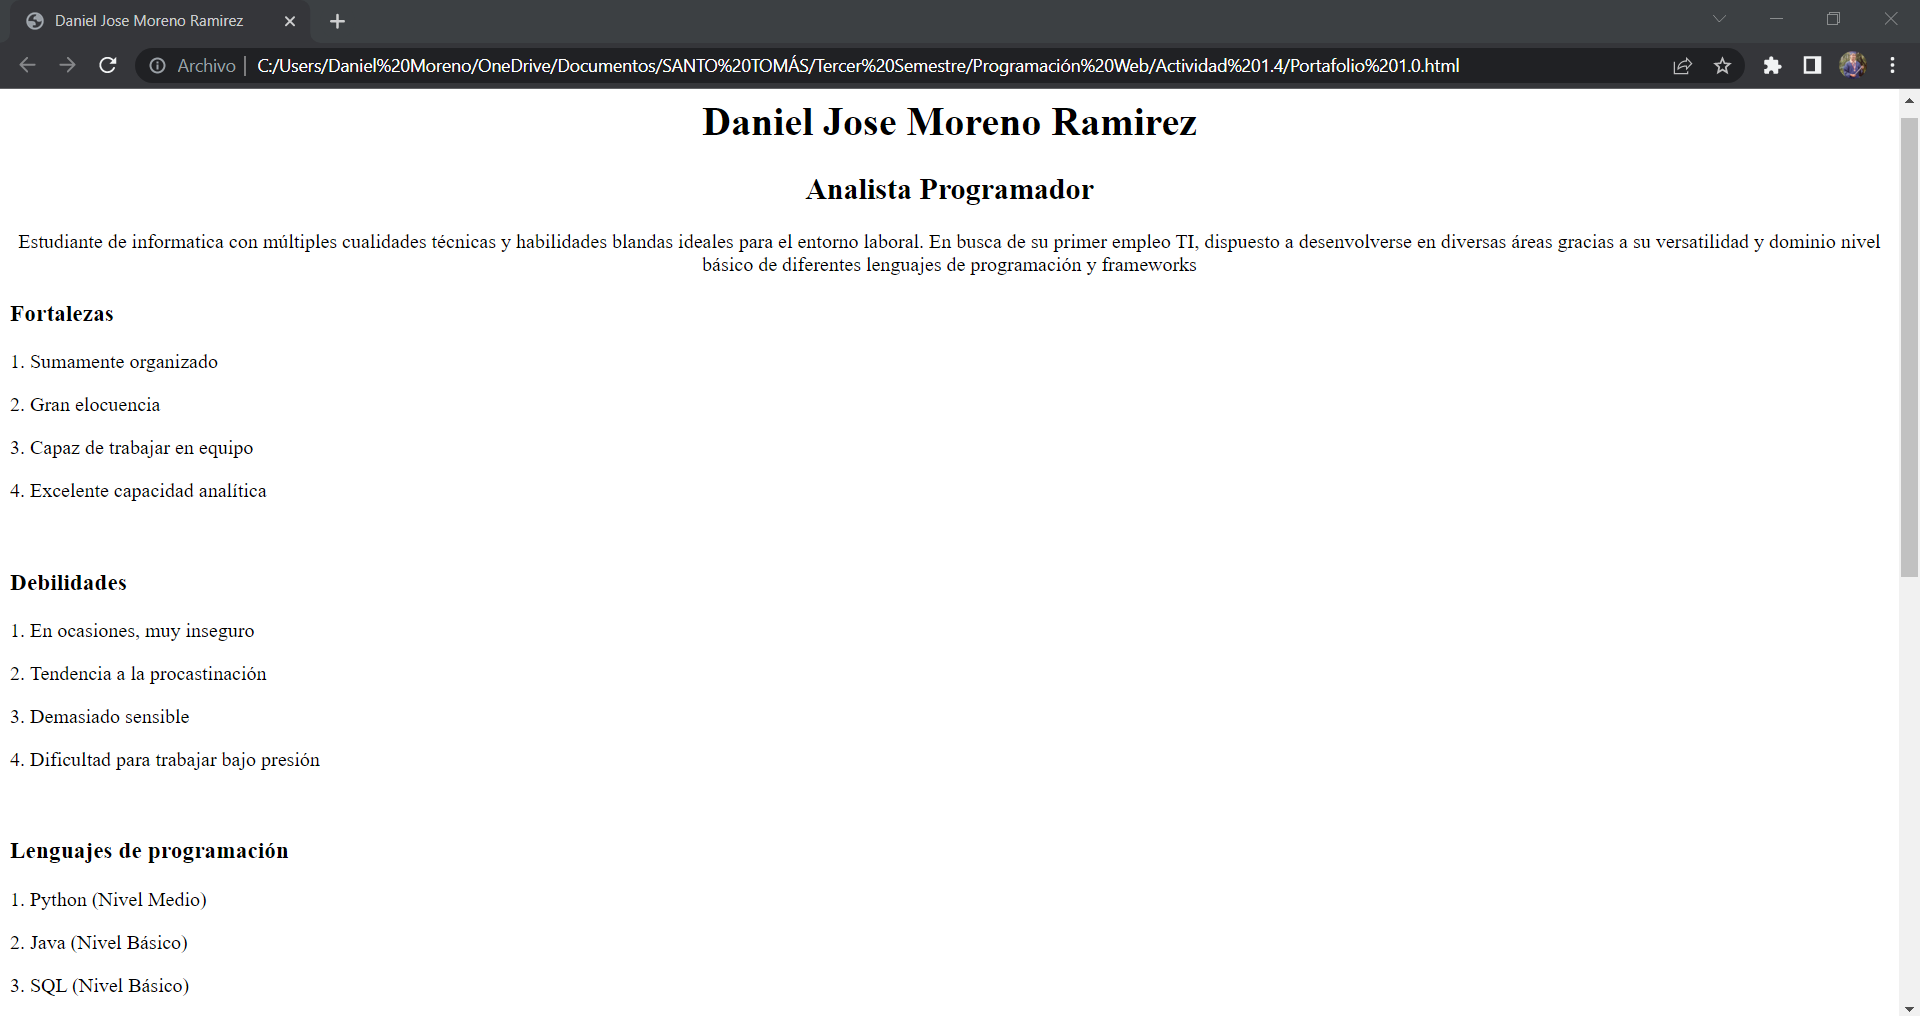 Daniel Jose Moreno Ramirez
Archivo | C:/Users/Daniel%20Moreno/OneDrive/Documentos/SANTO%20TOMÁS/Tercer%20Semestre/Programación%20Web/Actividad%201.4/Portafolio%201.0.html
Daniel Jose Moreno Ramirez
Analista Programador
Estudiante de informatica con múltiples cualidades técnicas y habilidades blandas ideales para el entorno laboral. En busca de su primer empleo TI, dispuesto a desenvolverse en diversas áreas gracias a su versatilidad y dominio nivel
básico de diferentes lenguajes de programación y frameworks
Fortalezas
1. Sumamente organizado
2. Gran elocuencia
3. Capaz de trabajar en equipo
4. Excelente capacidad analítica
Debilidades
1. En ocasiones, muy inseguro
2. Tendencia a la procastinación
3. Demasiado sensible
4. Dificultad para trabajar bajo presión
Lenguajes de programación
1. Python (Nivel Medio)
2. Java (Nivel Básico)
3. SQL (Nivel Básico)